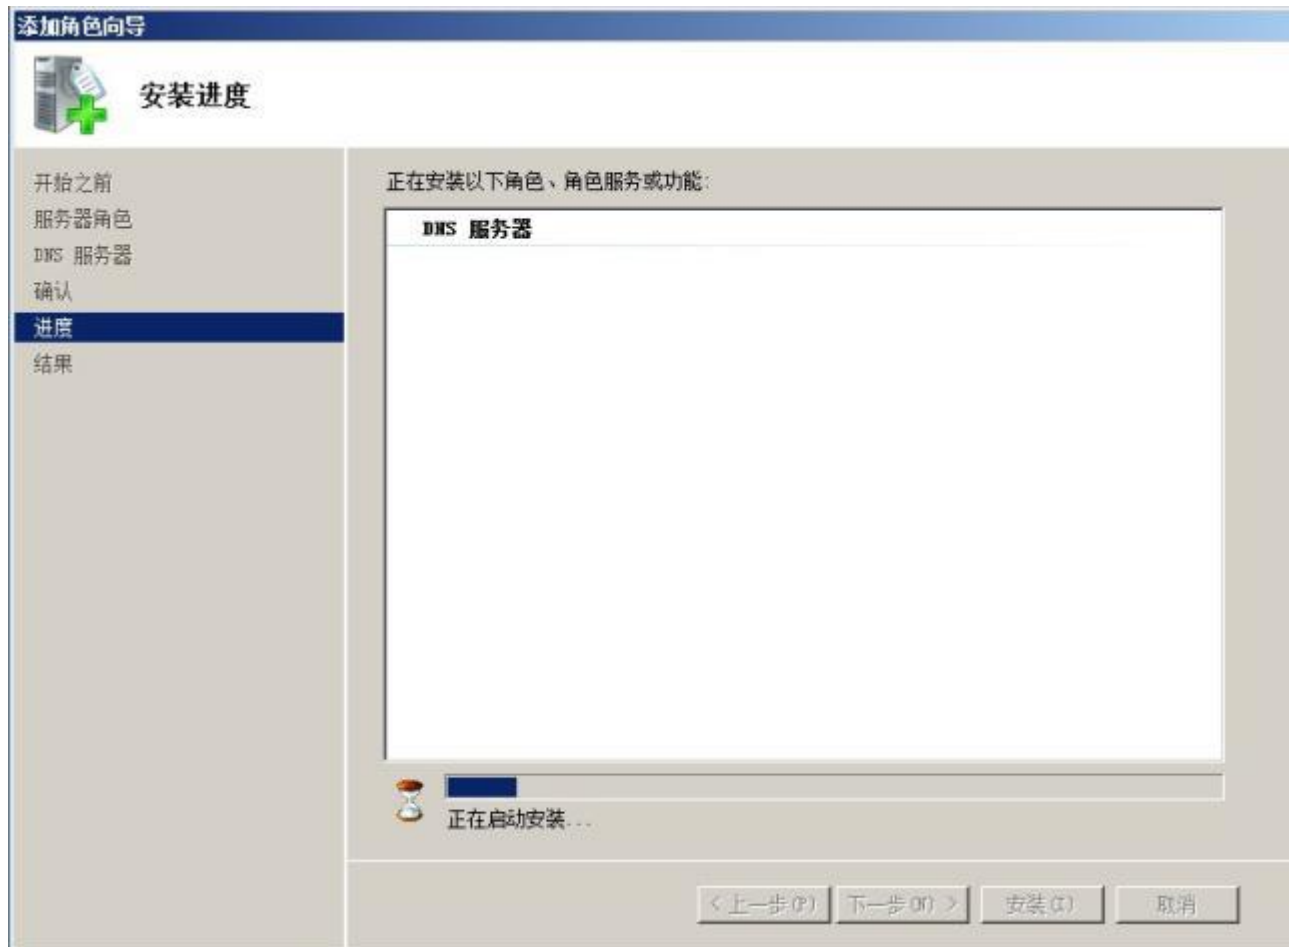 添加角色向导
安装进度
开始之前
服务器角色
DNS 服务器
确认
进度
结果
正在安装以下角色、角色服务或功能:
DNS 服务器
正在启动安装...
< 上一步(P)
下一步(N) >
安装(I)
取消